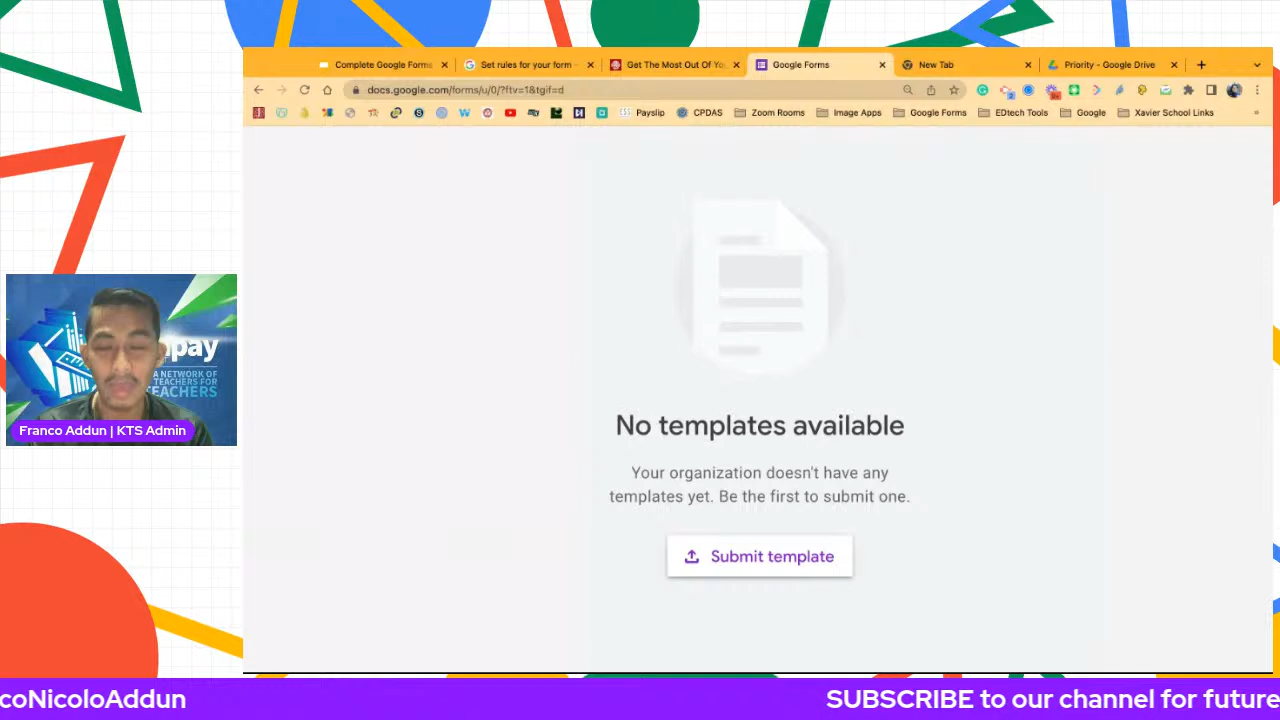 Complete Google Forms
Set rules for your form -
Get The Most Out Of Yo
Google Forms
New Tab
Priority - Google Drive
docs.google.com/forms/u/0/?ftv=1&tgif=d
Payslip
CPDAS
Zoom Rooms
Image Apps
Google Forms
EDtech Tools
Google
Xavier School Links
No templates available
Your organization doesn't have any
templates yet. Be the first to submit one.
Submit template
pay
A NETWORK OF
TEACHERS FOR
TEACHERS
Franco Addun | KTS Admin
coNicoloAddun
SUBSCRIBE to our channel for future